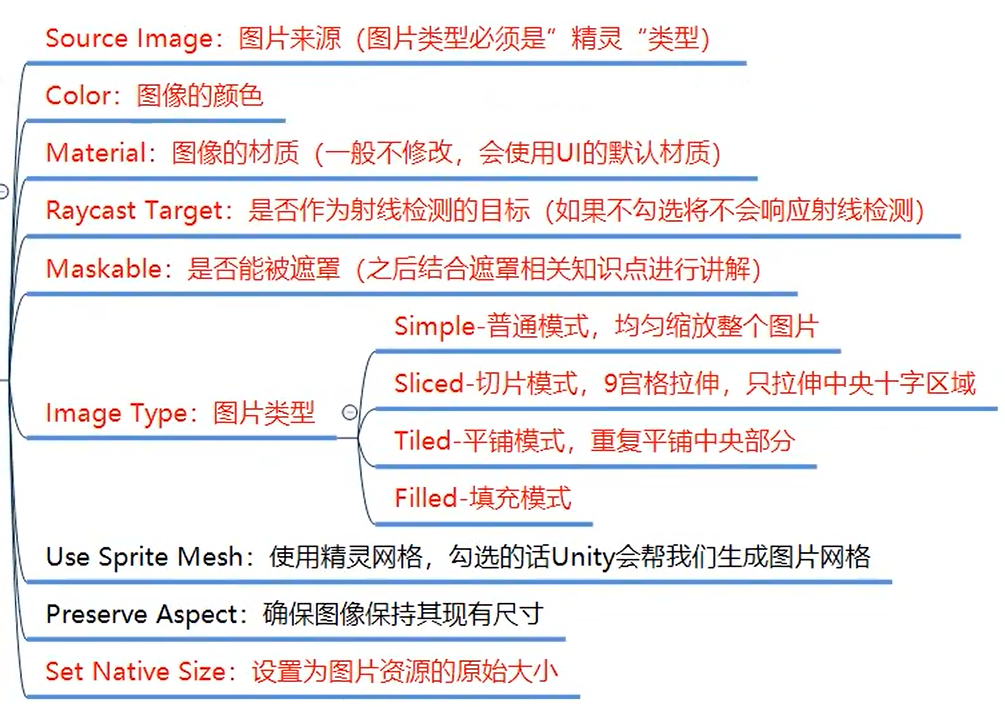 Source Image：图片来源（图片类型必须是”精灵“类型）
Color：图像的颜色
Material：图像的材质（一般不修改，会使用UI的默认材质）
Raycast Target：是否作为射线检测的目标（如果不勾选将不会响应射线检测）
Maskable：是否能被遮罩（之后结合遮罩相关知识点进行讲解）
Image Type：图片类型
Simple-普通模式，均匀缩放整个图片
Sliced-切片模式，9宫格拉伸，只拉伸中央十字区域
Tiled-平铺模式，重复平铺中央部分
Filled-填充模式
Use Sprite Mesh：使用精灵网格，勾选的话Unity会帮我们生成图片网格
Preserve Aspect：确保图像保持其现有尺寸
Set Native Size：设置为图片资源的原始大小